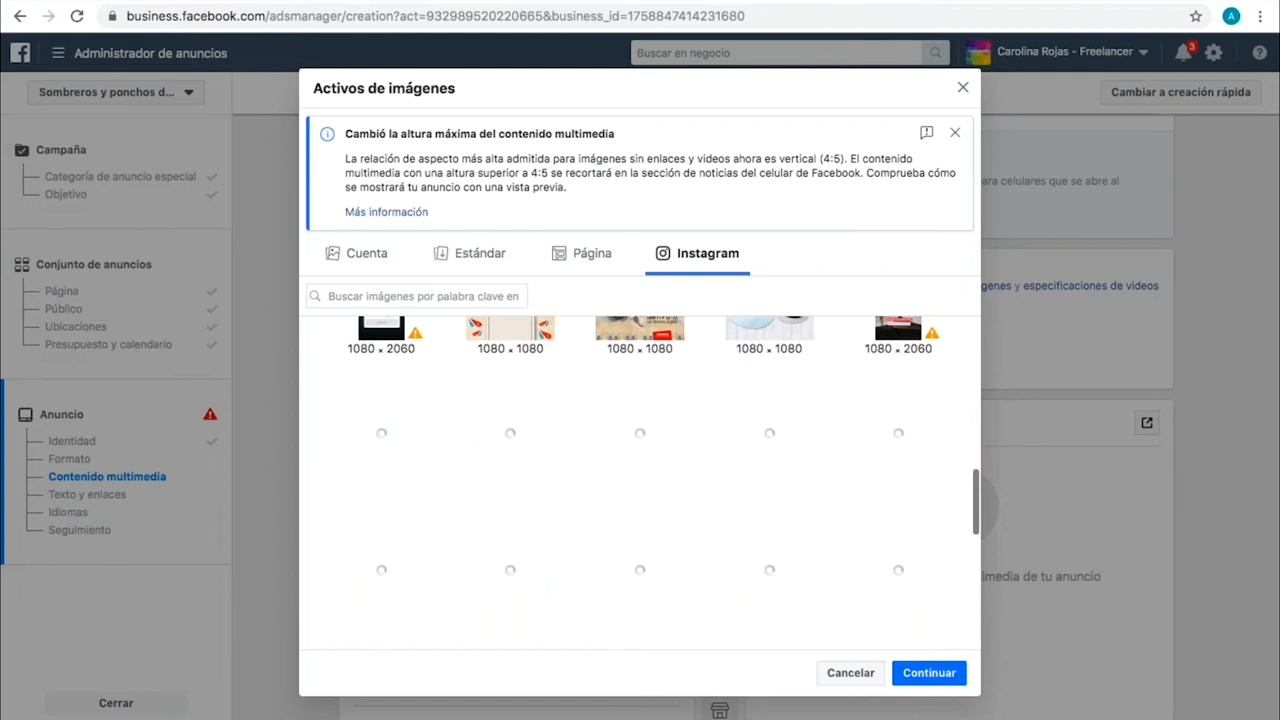 business.facebook.com/adsmanager/creation?act=932989520220665&business_id=1758847414231680
A
Administrador de anuncios
Buscar en negocio
Carolina Rojas - Freelancer
3
Sombreros y ponchos d...
Cambiar a creación rápida
Activos de imágenes
Cambió la altura máxima del contenido multimedia
La relación de aspecto más alta admitida para imágenes sin enlaces y videos ahora es vertical (4:5). El contenido
multimedia con una altura superior a 4:5 se recortará en la sección de noticias del celular de Facebook. Comprueba cómo
se mostrará tu anuncio con una vista previa.
Más información
Cuenta
Estándar
Página
Instagram
Buscar imágenes por palabra clave en
1080 × 2060
1080 × 1080
1080 × 1080
1080 × 1080
1080 × 2060
Cancelar
Continuar
Campaña
Categoría de anuncio especial
Objetivo
Conjunto de anuncios
Página
Público
Ubicaciones
Presupuesto y calendario
Anuncio
Identidad
Formato
Contenido multimedia
Texto y enlaces
Idiomas
Seguimiento
Cerrar
para celulares que se abre al
genes y especificaciones de videos
imedia de tu anuncio